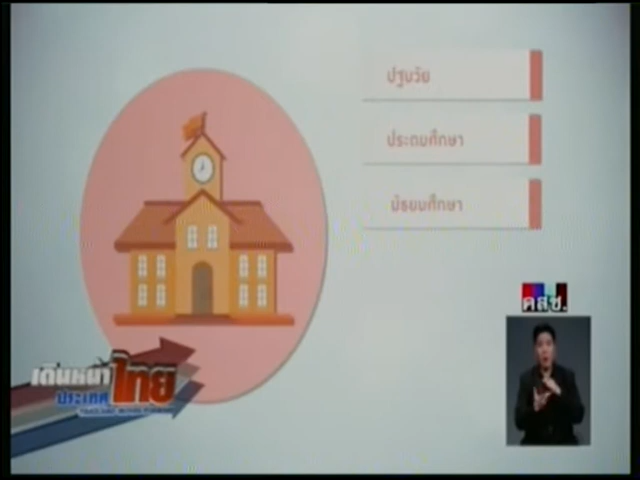 ปฐมวัย
ประถมศึกษา
มัธยมศึกษา
คสช.
เดินหน้า
ประเทศ
ไทย